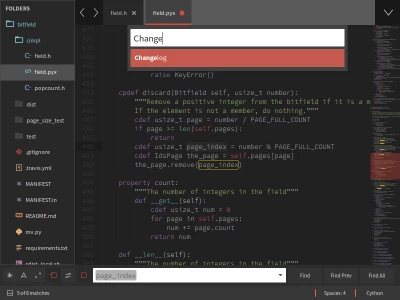 FOLDERS
bitfield
cimpl
field.h
field.pyx
popcount.h
dist
page_size_test
test
.gitignore
.travis.yml
MANIFEST
MANIFEST.in
README.md
mv.py
requirements.txt
field.h
field.pyx
Change
Changelog
raise KeyError()
cpdef discard(Bitfield self, usize_t number):
"""Remove a positive integer from the bitfield if it is a m
If the element is not a member, do nothing."""
cdef usize_t page = number / PAGE_FULL_COUNT
if page >= len(self.pages):
return
cdef usize_t page_index = number % PAGE_FULL_COUNT
cdef IdsPage the_page = self.pages[page]
the_page.remove(page_index)
property count:
"""The number of integers in the field"""
def __get__(self):
cdef usize_t num = 0
for page in self.pages:
num += page.count
return num
def __len__(self):
"""The number of integers in the field"""
page_index
Find
Find Prev
Find All
5 of 8 matches
Spaces: 4
Cython